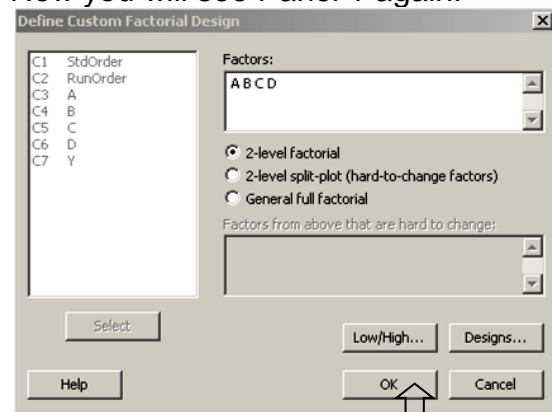 Now you will see Panel 1 again.
Define Custom Factorial Design
C1 StdOrder
C2 RunOrder
C3 A
C4 B
C5 C
C6 D
C7 Y
Select
Help
Factors:
A B C D
2-level factorial
2-level split-plot (hard-to-change factors)
General full factorial
Factors from above that are hard to change:
Low/High...
Designs...
OK
Cancel